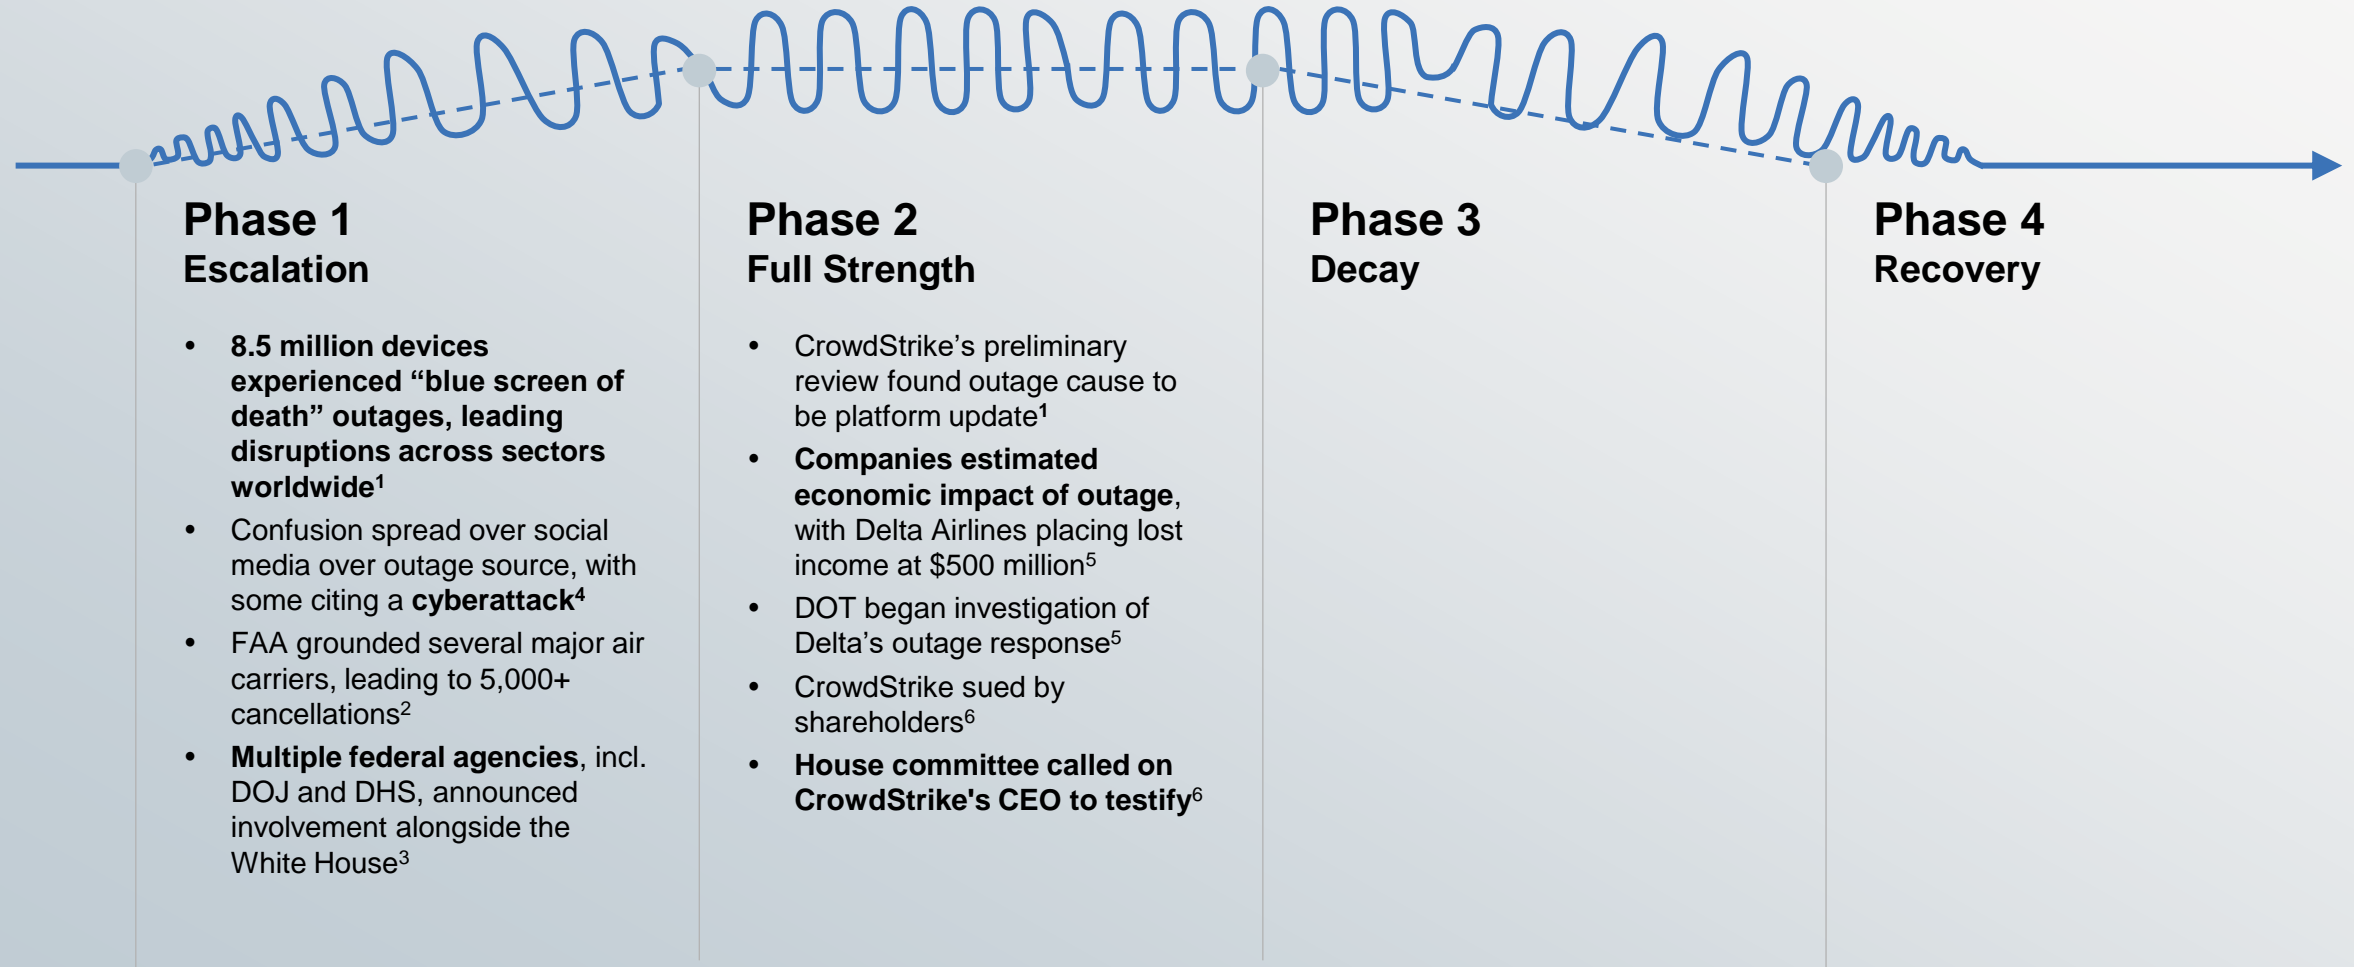 Phase 1
Escalation
• 8.5 million devices
experienced “blue screen of
death” outages, leading
disruptions across sectors
worldwide¹
• Confusion spread over social
media over outage source, with
some citing a cyberattack⁴
• FAA grounded several major air
carriers, leading to 5,000+
cancellations²
• Multiple federal agencies, incl.
DOJ and DHS, announced
involvement alongside the
White House³
Phase 2
Full Strength
• CrowdStrike’s preliminary
review found outage cause to
be platform update¹
• Companies estimated
economic impact of outage,
with Delta Airlines placing lost
income at $500 million⁵
• DOT began investigation of
Delta’s outage response⁵
• CrowdStrike sued by
shareholders⁶
• House committee called on
CrowdStrike's CEO to testify⁶
Phase 3
Decay
Phase 4
Recovery